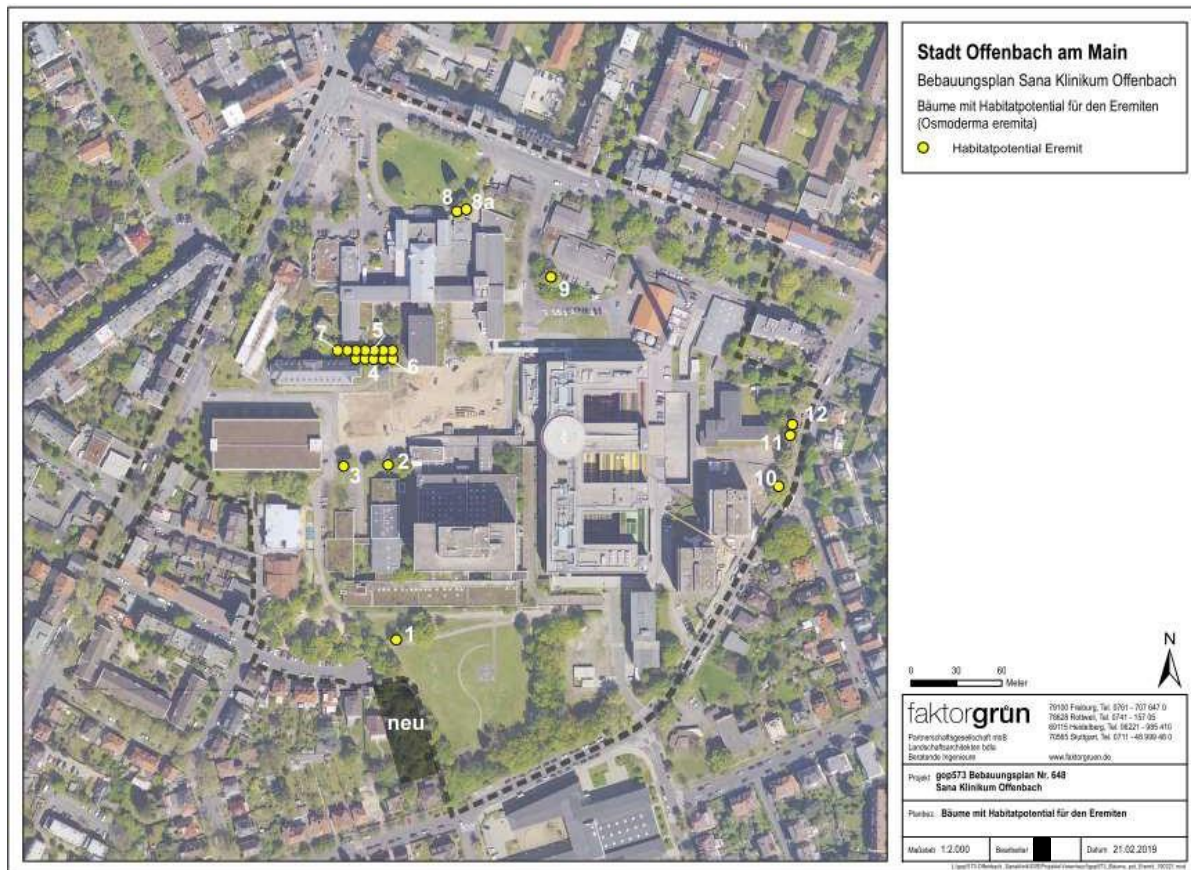 Stadt Offenbach am Main
Bebauungsplan Sana Klinikum Offenbach
Bäume mit Habitatpotential für den Eremiten
(Osmoderma eremita)
Habitatpotential Eremit
8
8a
9
7
5
4
6
12
11
3
2
10
1
neu
N
0 30 60
Meter
faktorgrün
Partnerschaftsgesellschaft mbB
Landschaftsarchitekten bdla
Beratende Ingenieure
79100 Freiburg, Tel. 0761 - 707 647 0
78628 Rottweil, Tel. 0741 - 157 05
69115 Heidelberg, Tel. 06221 - 985 410
70565 Stuttgart, Tel. 0711 - 48 999 48 0
www.faktorgruen.de
Projekt gop573 Bebauungsplan Nr. 648
Sana Klinikum Offenbach
Planbez. Bäume mit Habitatpotential für den Eremiten
Maßstab 1:2.000
Bearbeiter
Datum 21.02.2019